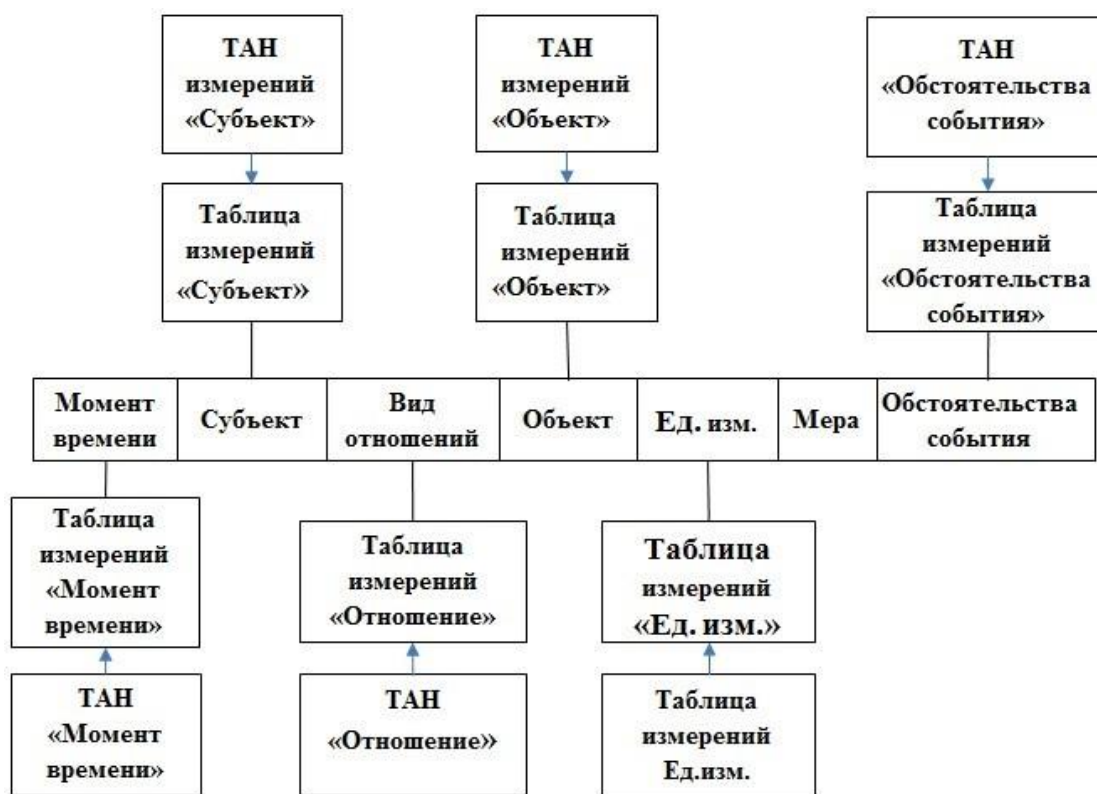 ТАН
измерений
«Субъект»
ТАН
измерений
«Объект»
ТАН
«Обстоятельства
события»
Таблица
измерений
«Субъект»
Таблица
измерений
«Объект»
Таблица
измерений
«Обстоятельства
события»
Момент
времени
Субъект
Вид
отношений
Объект
Ед. изм.
Мера
Обстоятельства
события
Таблица
измерений
«Момент
времени»
Таблица
измерений
«Отношение»
Таблица
измерений
«Ед. изм.»
ТАН
«Момент
времени»
ТАН
«Отношение»
Таблица
измерений
Ед.изм.